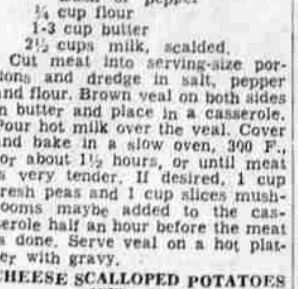 pepper
¼ cup flour
1-3 cup butter
2½ cups milk, scalded.
Cut meat into serving-size por-
ions and dredge in salt, pepper
nd flour. Brown veal on both sides
n butter and place in a casserole.
Pour hot milk over the veal. Cover
nd bake in a slow oven, 300 F.,
or about 1½ hours, or until meat
s very tender. If desired, 1 cup
resh peas and 1 cup slices mush-
ooms maybe added to the cas-
erole half an hour before the meat
s done. Serve veal on a hot plat-
er with gravy.
CHEESE SCALLOPED POTATOES